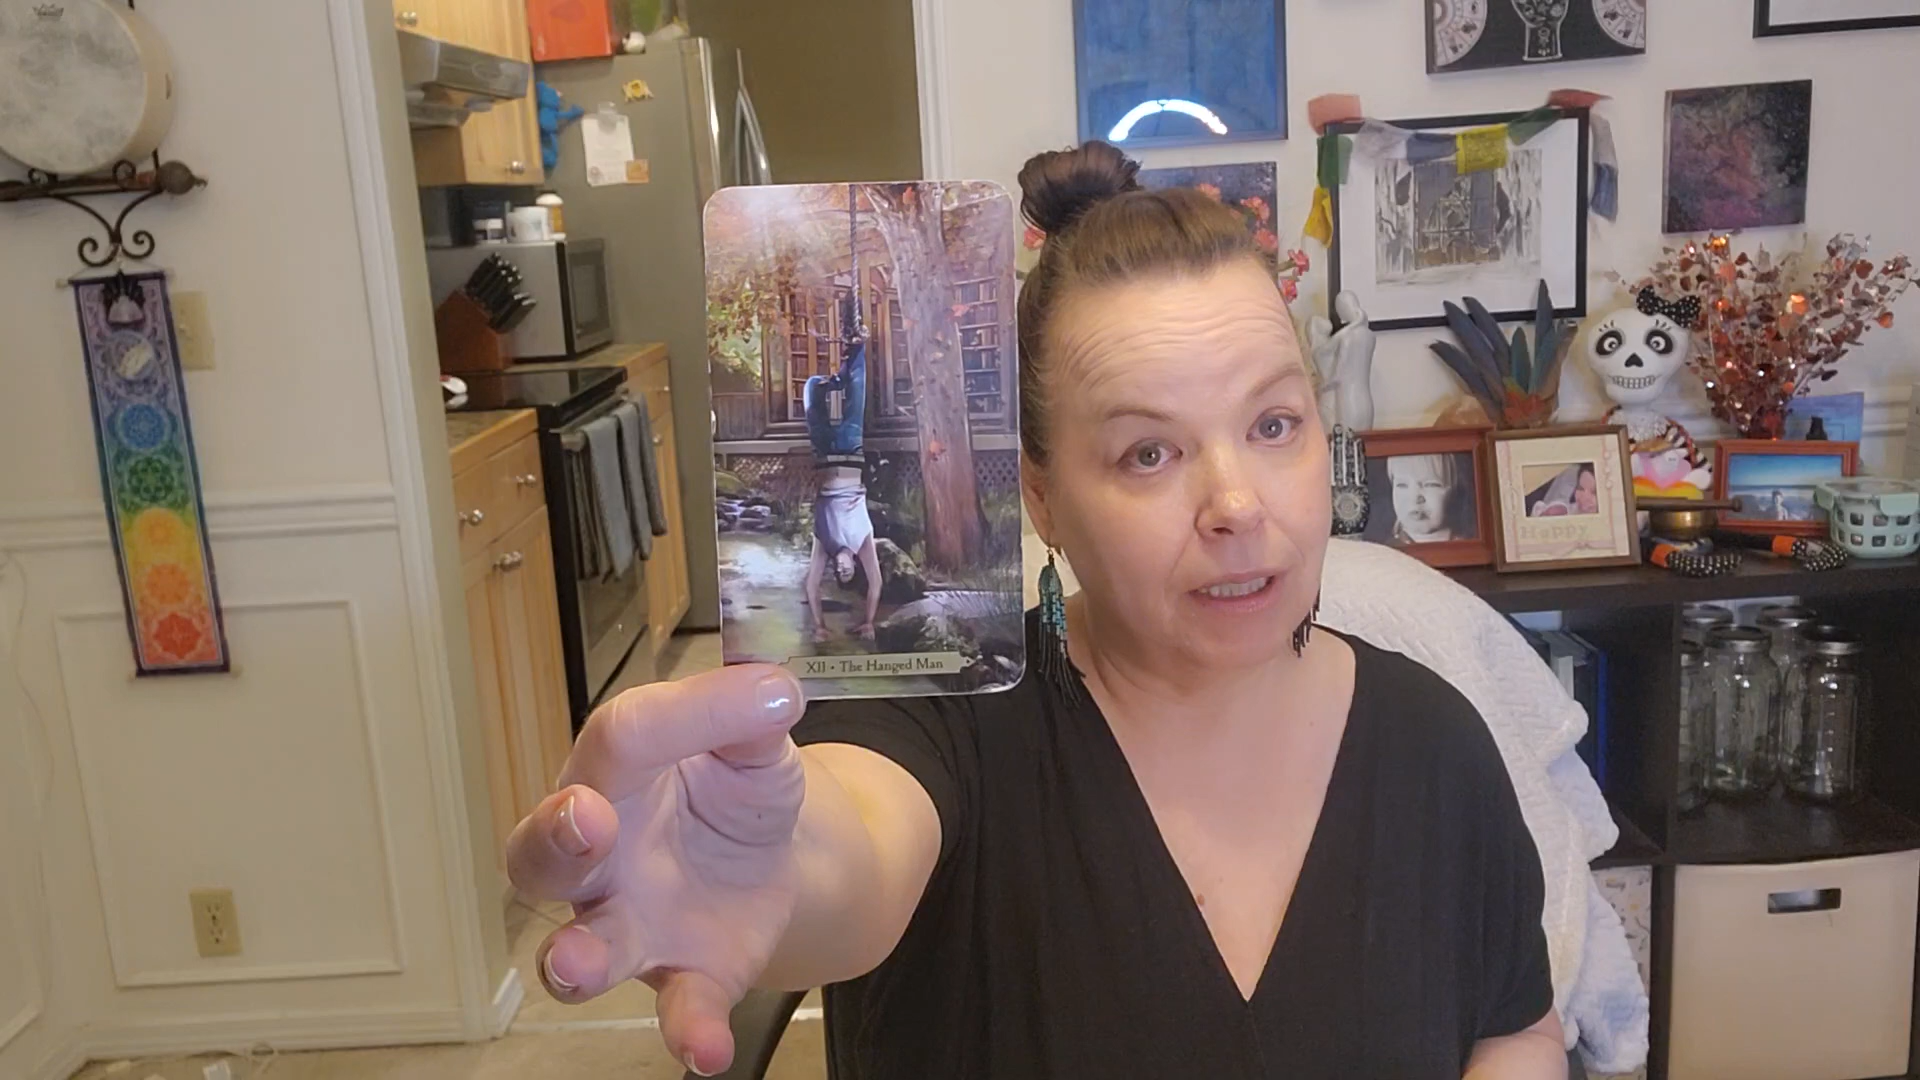 XII • The Hanged Man
Happy